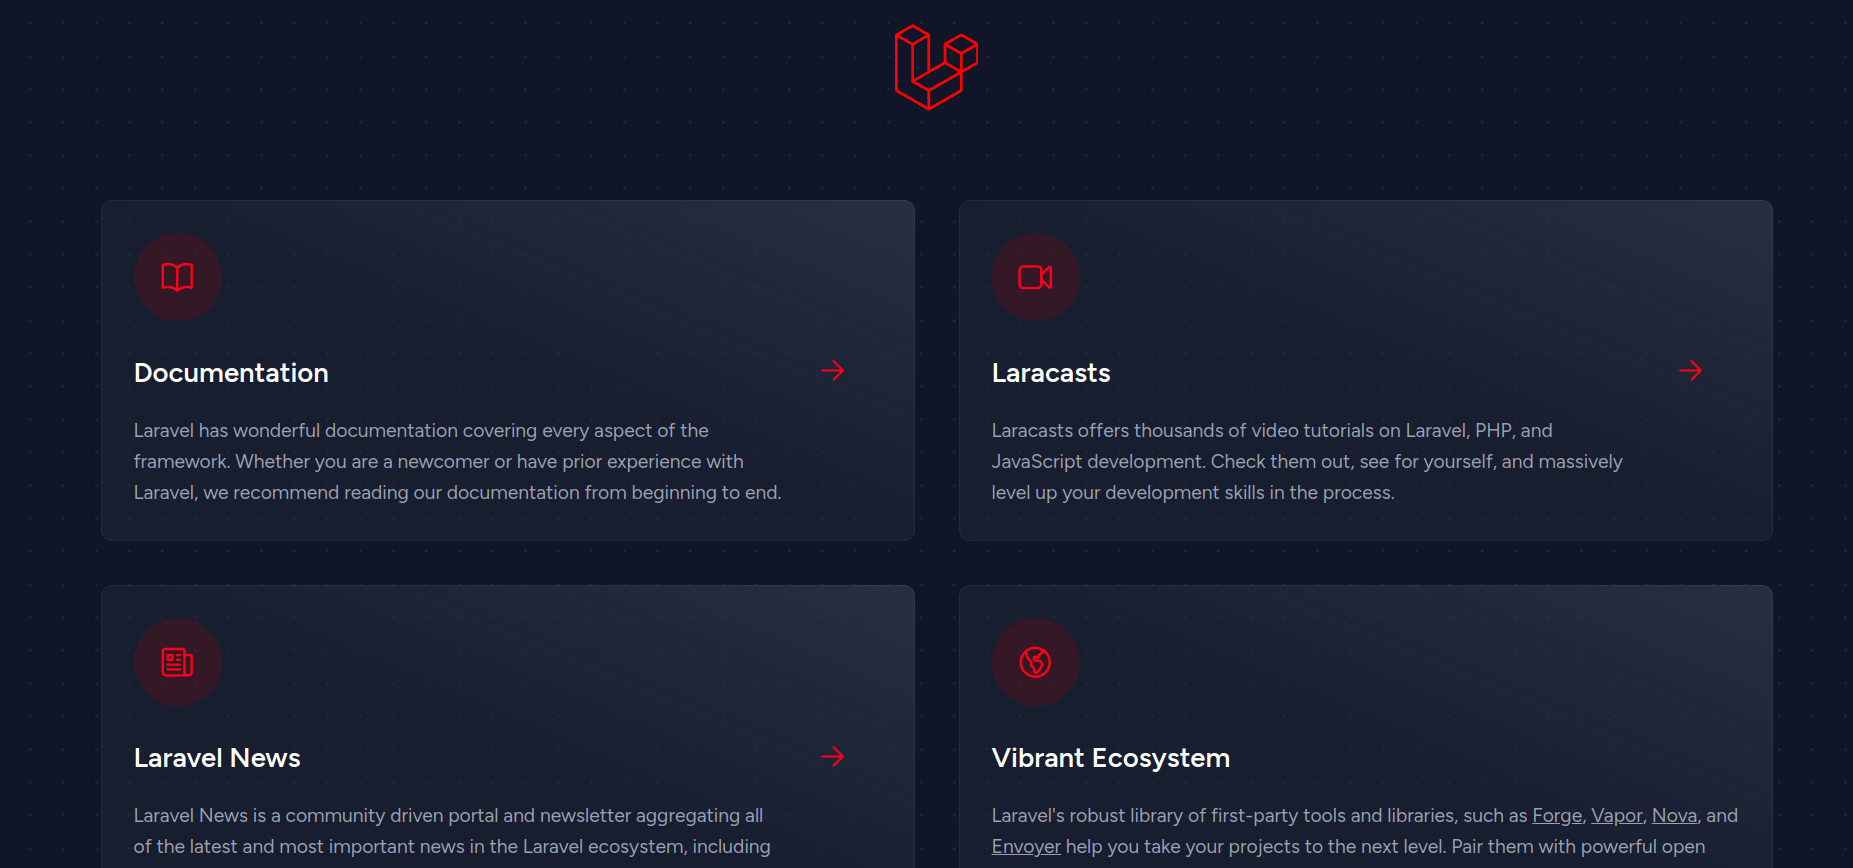 Documentation
Laravel has wonderful documentation covering every aspect of the
framework. Whether you are a newcomer or have prior experience with
Laravel, we recommend reading our documentation from beginning to end.
Laracasts
Laracasts offers thousands of video tutorials on Laravel, PHP, and
JavaScript development. Check them out, see for yourself, and massively
level up your development skills in the process.
Laravel News
Laravel News is a community driven portal and newsletter aggregating all
of the latest and most important news in the Laravel ecosystem, including
Vibrant Ecosystem
Laravel's robust library of first-party tools and libraries, such as Forge, Vapor, Nova, and
Envoyer help you take your projects to the next level. Pair them with powerful open